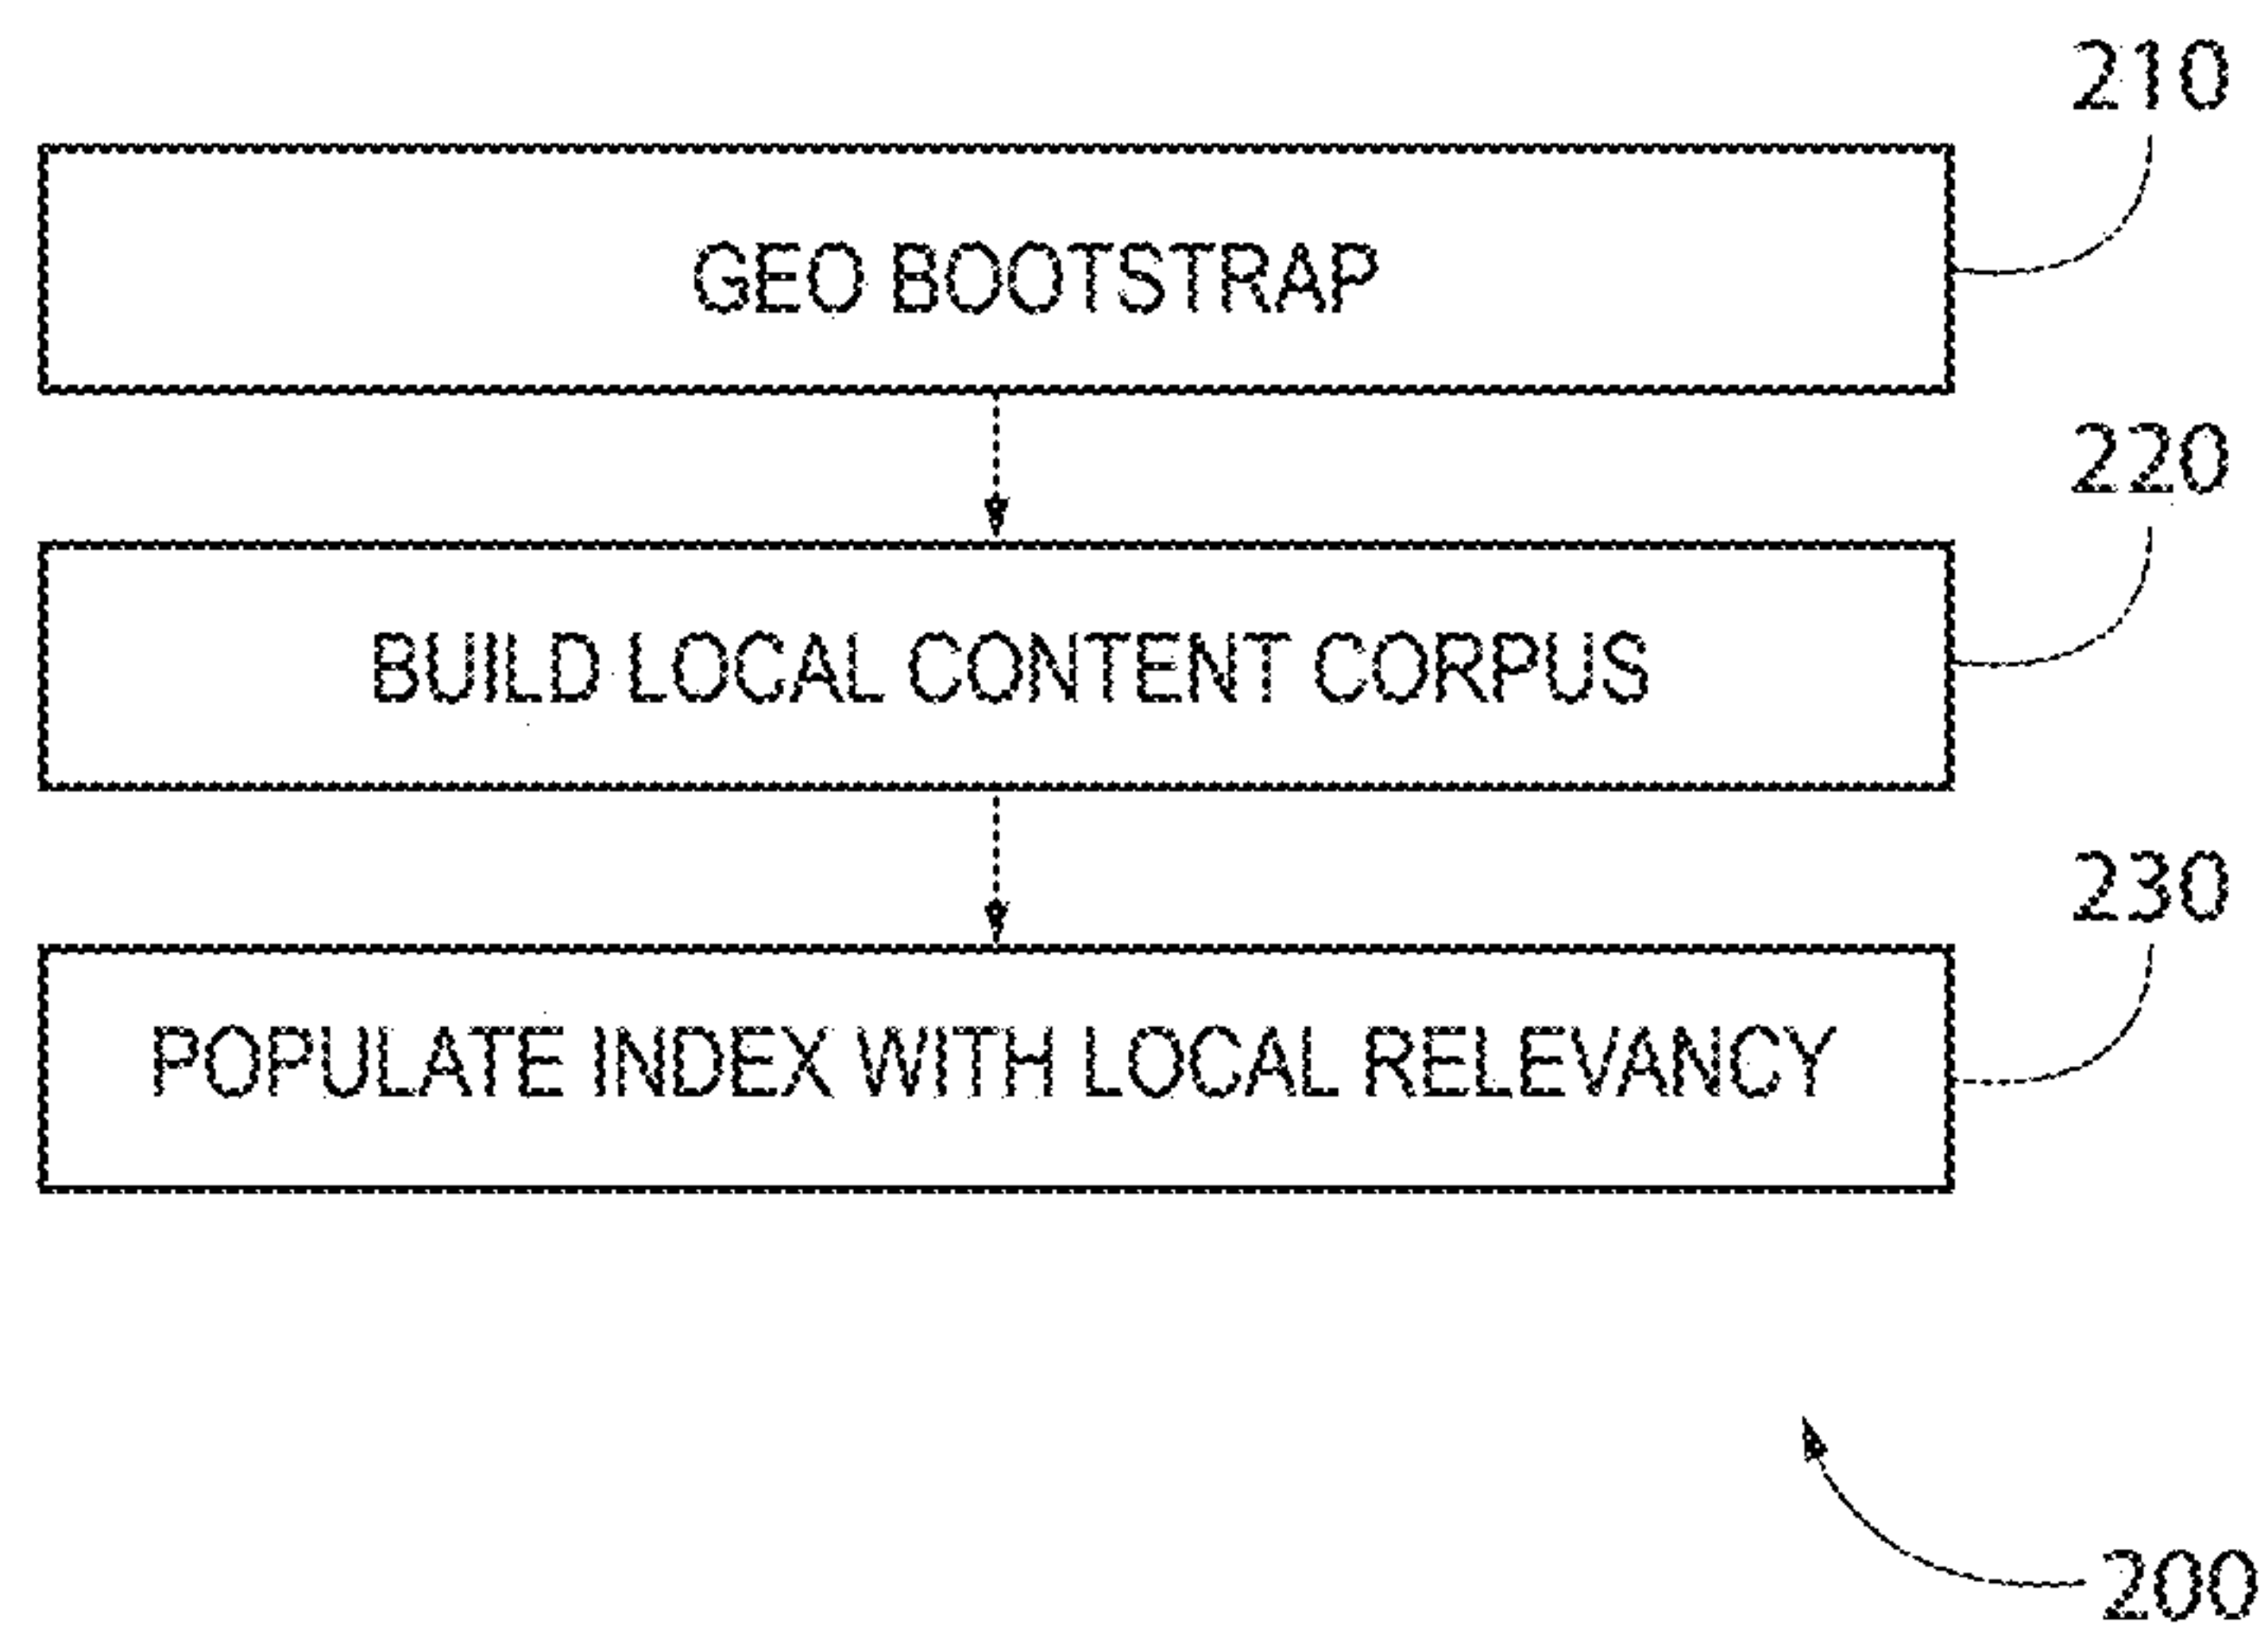 210
GEO BOOTSTRAP
220
BUILD LOCAL CONTENT CORPUS
230
POPULATE INDEX WITH LOCAL RELEVANCY
200